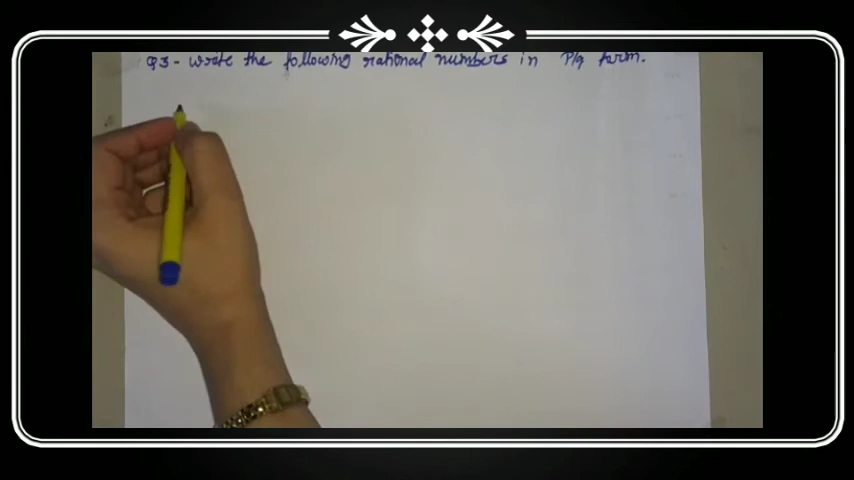 Q3- Write the following rational numbers in P/q form.